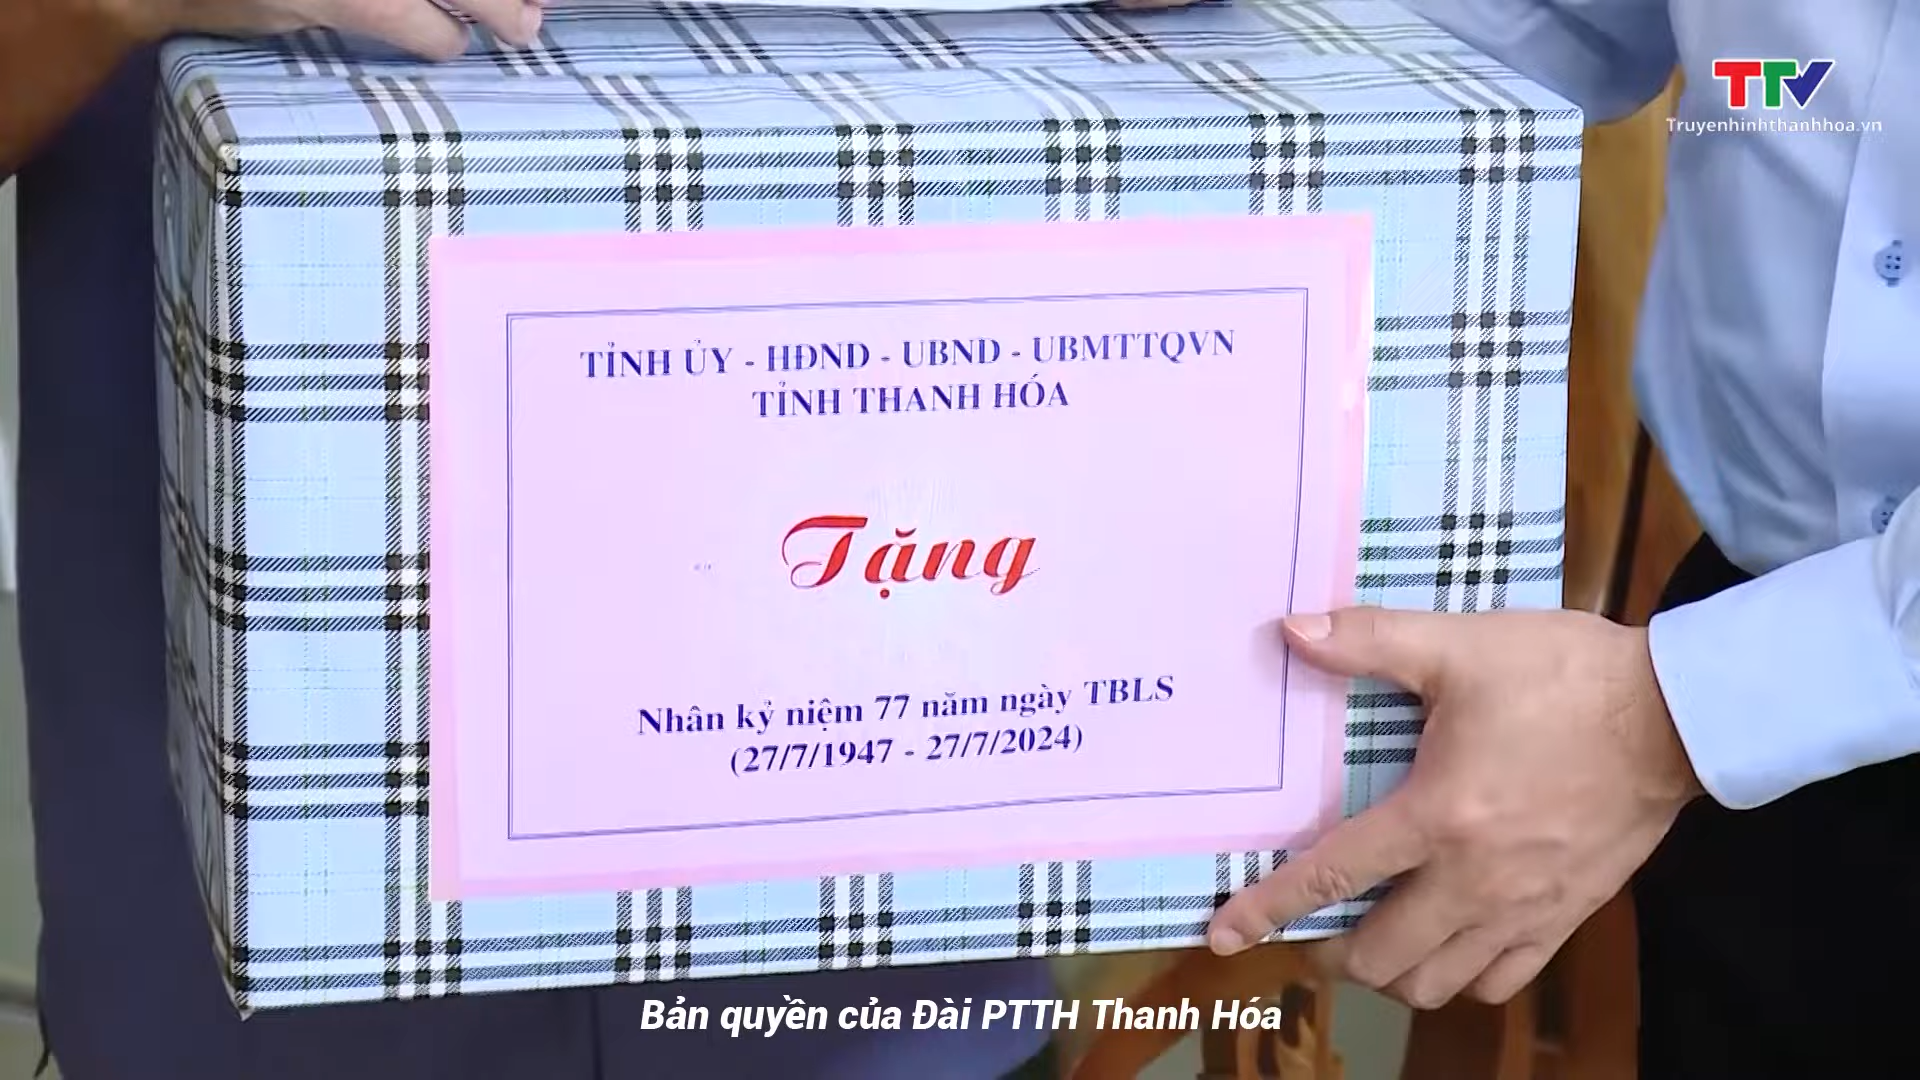 TTV
Truyenhinhthanhhoa.vn
TỈNH ỦY - HĐND - UBND - UBMTTQVN
TỈNH THANH HÓA
Tặng
Nhân kỷ niệm 77 năm ngày TBLS
(27/7/1947 - 27/7/2024)
Bản quyền của Đài PTTH Thanh Hóa